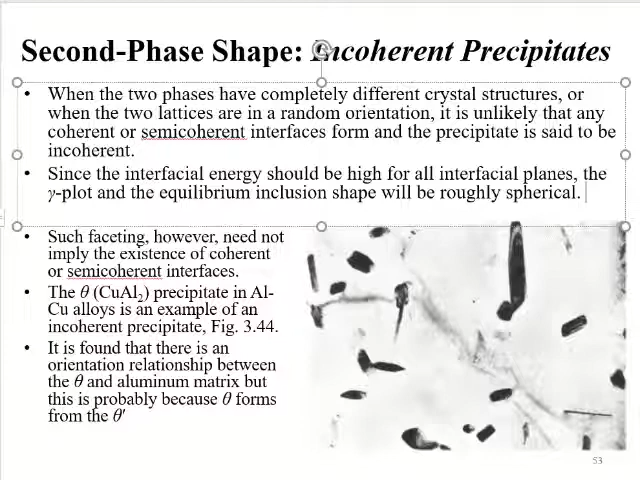 Second-Phase Shape: Incoherent Precipitates
• When the two phases have completely different crystal structures, or
when the two lattices are in a random orientation, it is unlikely that any
coherent or semicoherent interfaces form and the precipitate is said to be
incoherent.
• Since the interfacial energy should be high for all interfacial planes, the
γ-plot and the equilibrium inclusion shape will be roughly spherical.
• Such faceting, however, need not
imply the existence of coherent
or semicoherent interfaces.
• The θ (CuAl₂) precipitate in Al-
Cu alloys is an example of an
incoherent precipitate, Fig. 3.44.
• It is found that there is an
orientation relationship between
the θ and aluminum matrix but
this is probably because θ forms
from the θ′
53